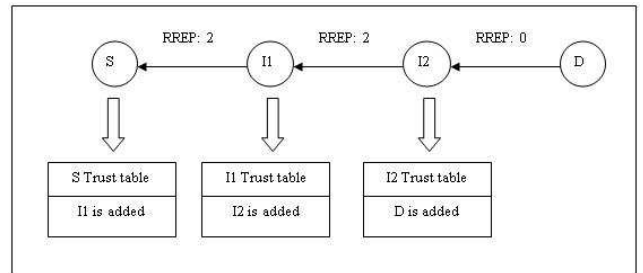 RREP: 2
RREP: 2
RREP: 0
S
I1
I2
D
S Trust table
I1 is added
I1 Trust table
I2 is added
I2 Trust table
D is added